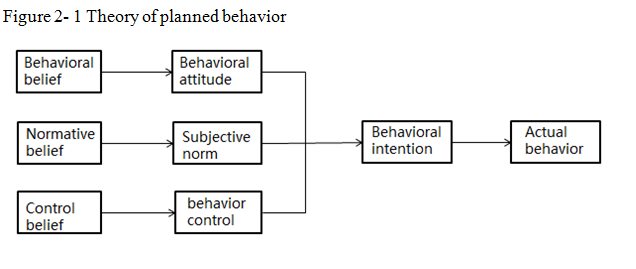 Figure 2- 1 Theory of planned behavior
Behavioral
belief
Behavioral
attitude
Normative
belief
Subjective
norm
Behavioral
intention
Actual
behavior
Control
belief
behavior
control